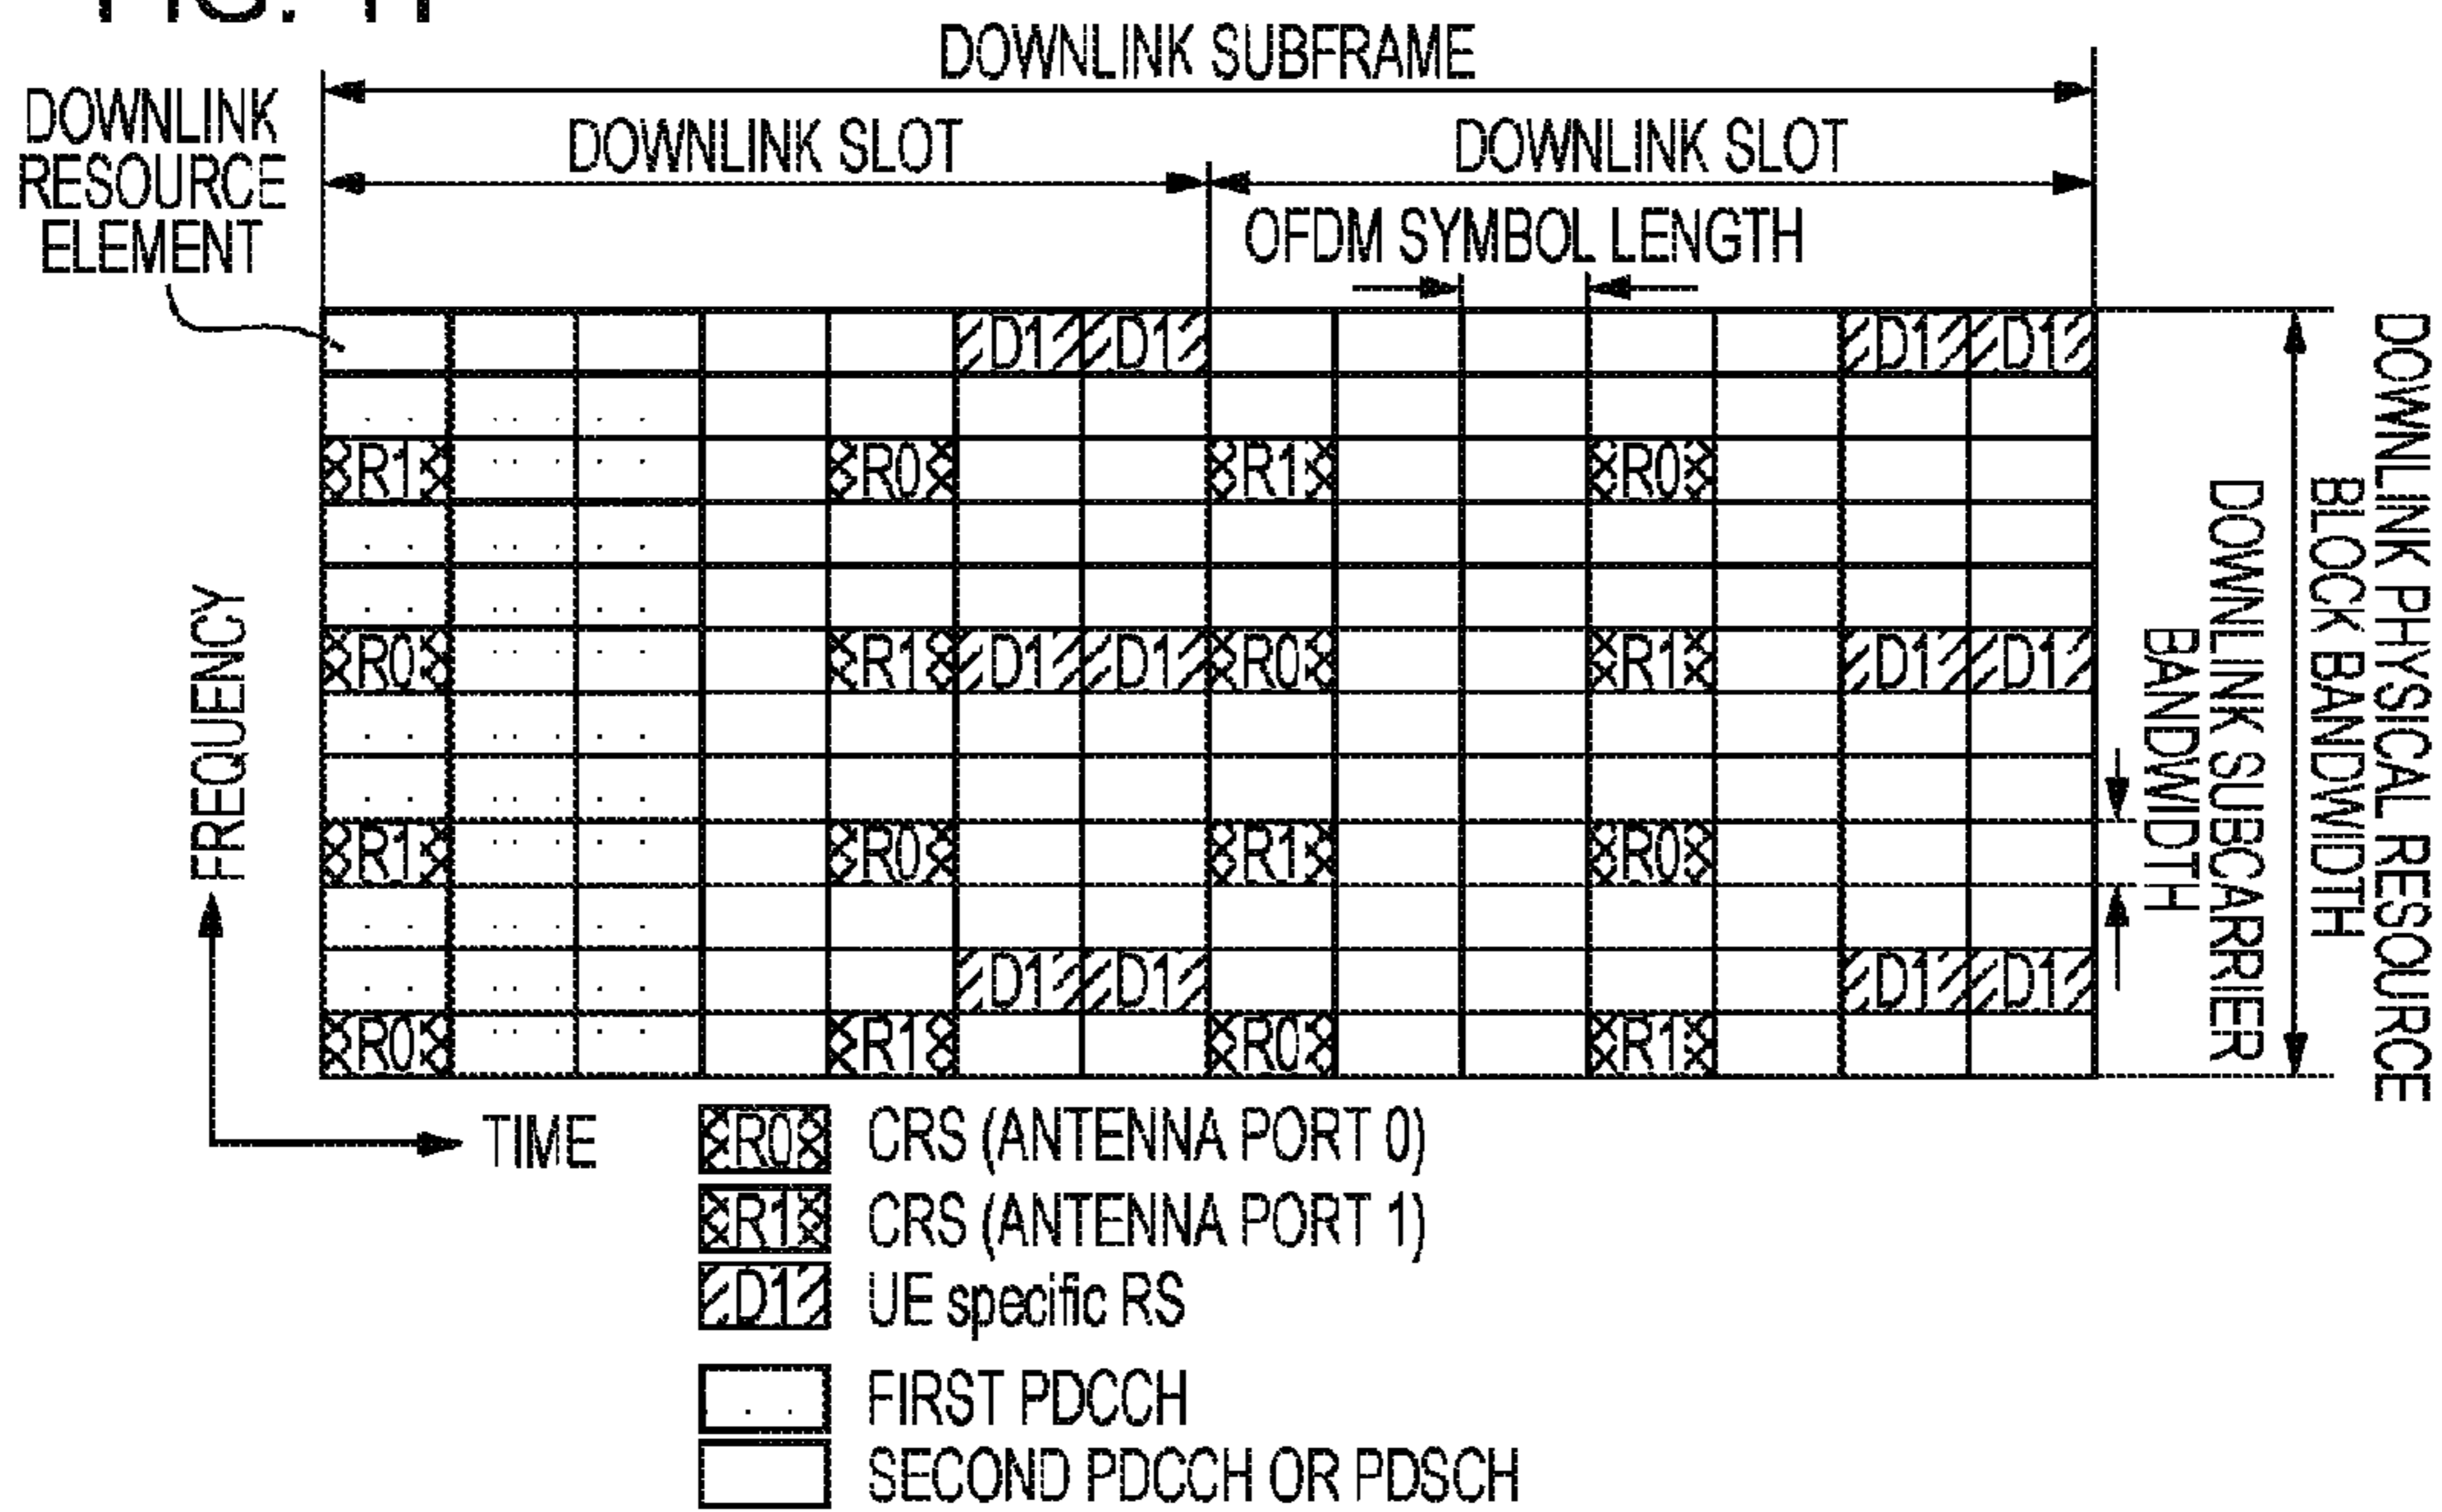 DOWNLINK SUBFRAME
DOWNLINK RESOURCE ELEMENT
DOWNLINK SLOT DOWNLINK SLOT
OFDM SYMBOL LENGTH
D1 D1 D1 D1
R1 R0 R1 R0
R0 R1 D1 D1 R0 R1 D1 D1
R1 R0 R1 R0
D1 D1 D1 D1
R0 R1 R0 R1
FREQUENCY
TIME
DOWNLINK SUBCARRIER
BANDWIDTH
DOWNLINK PHYSICAL RESOURCE
BLOCK BANDWIDTH
R0 CRS (ANTENNA PORT 0)
R1 CRS (ANTENNA PORT 1)
D1 UE specific RS
FIRST PDCCH
SECOND PDCCH OR PDSCH